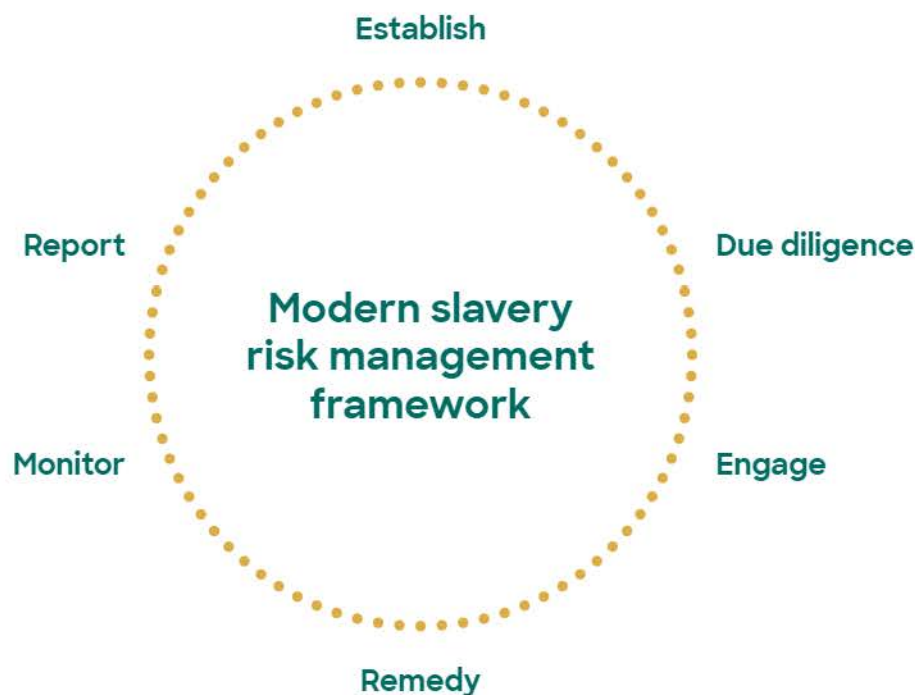 Establish
Report
Due diligence
Modern slavery
risk management
framework
Monitor
Engage
Remedy